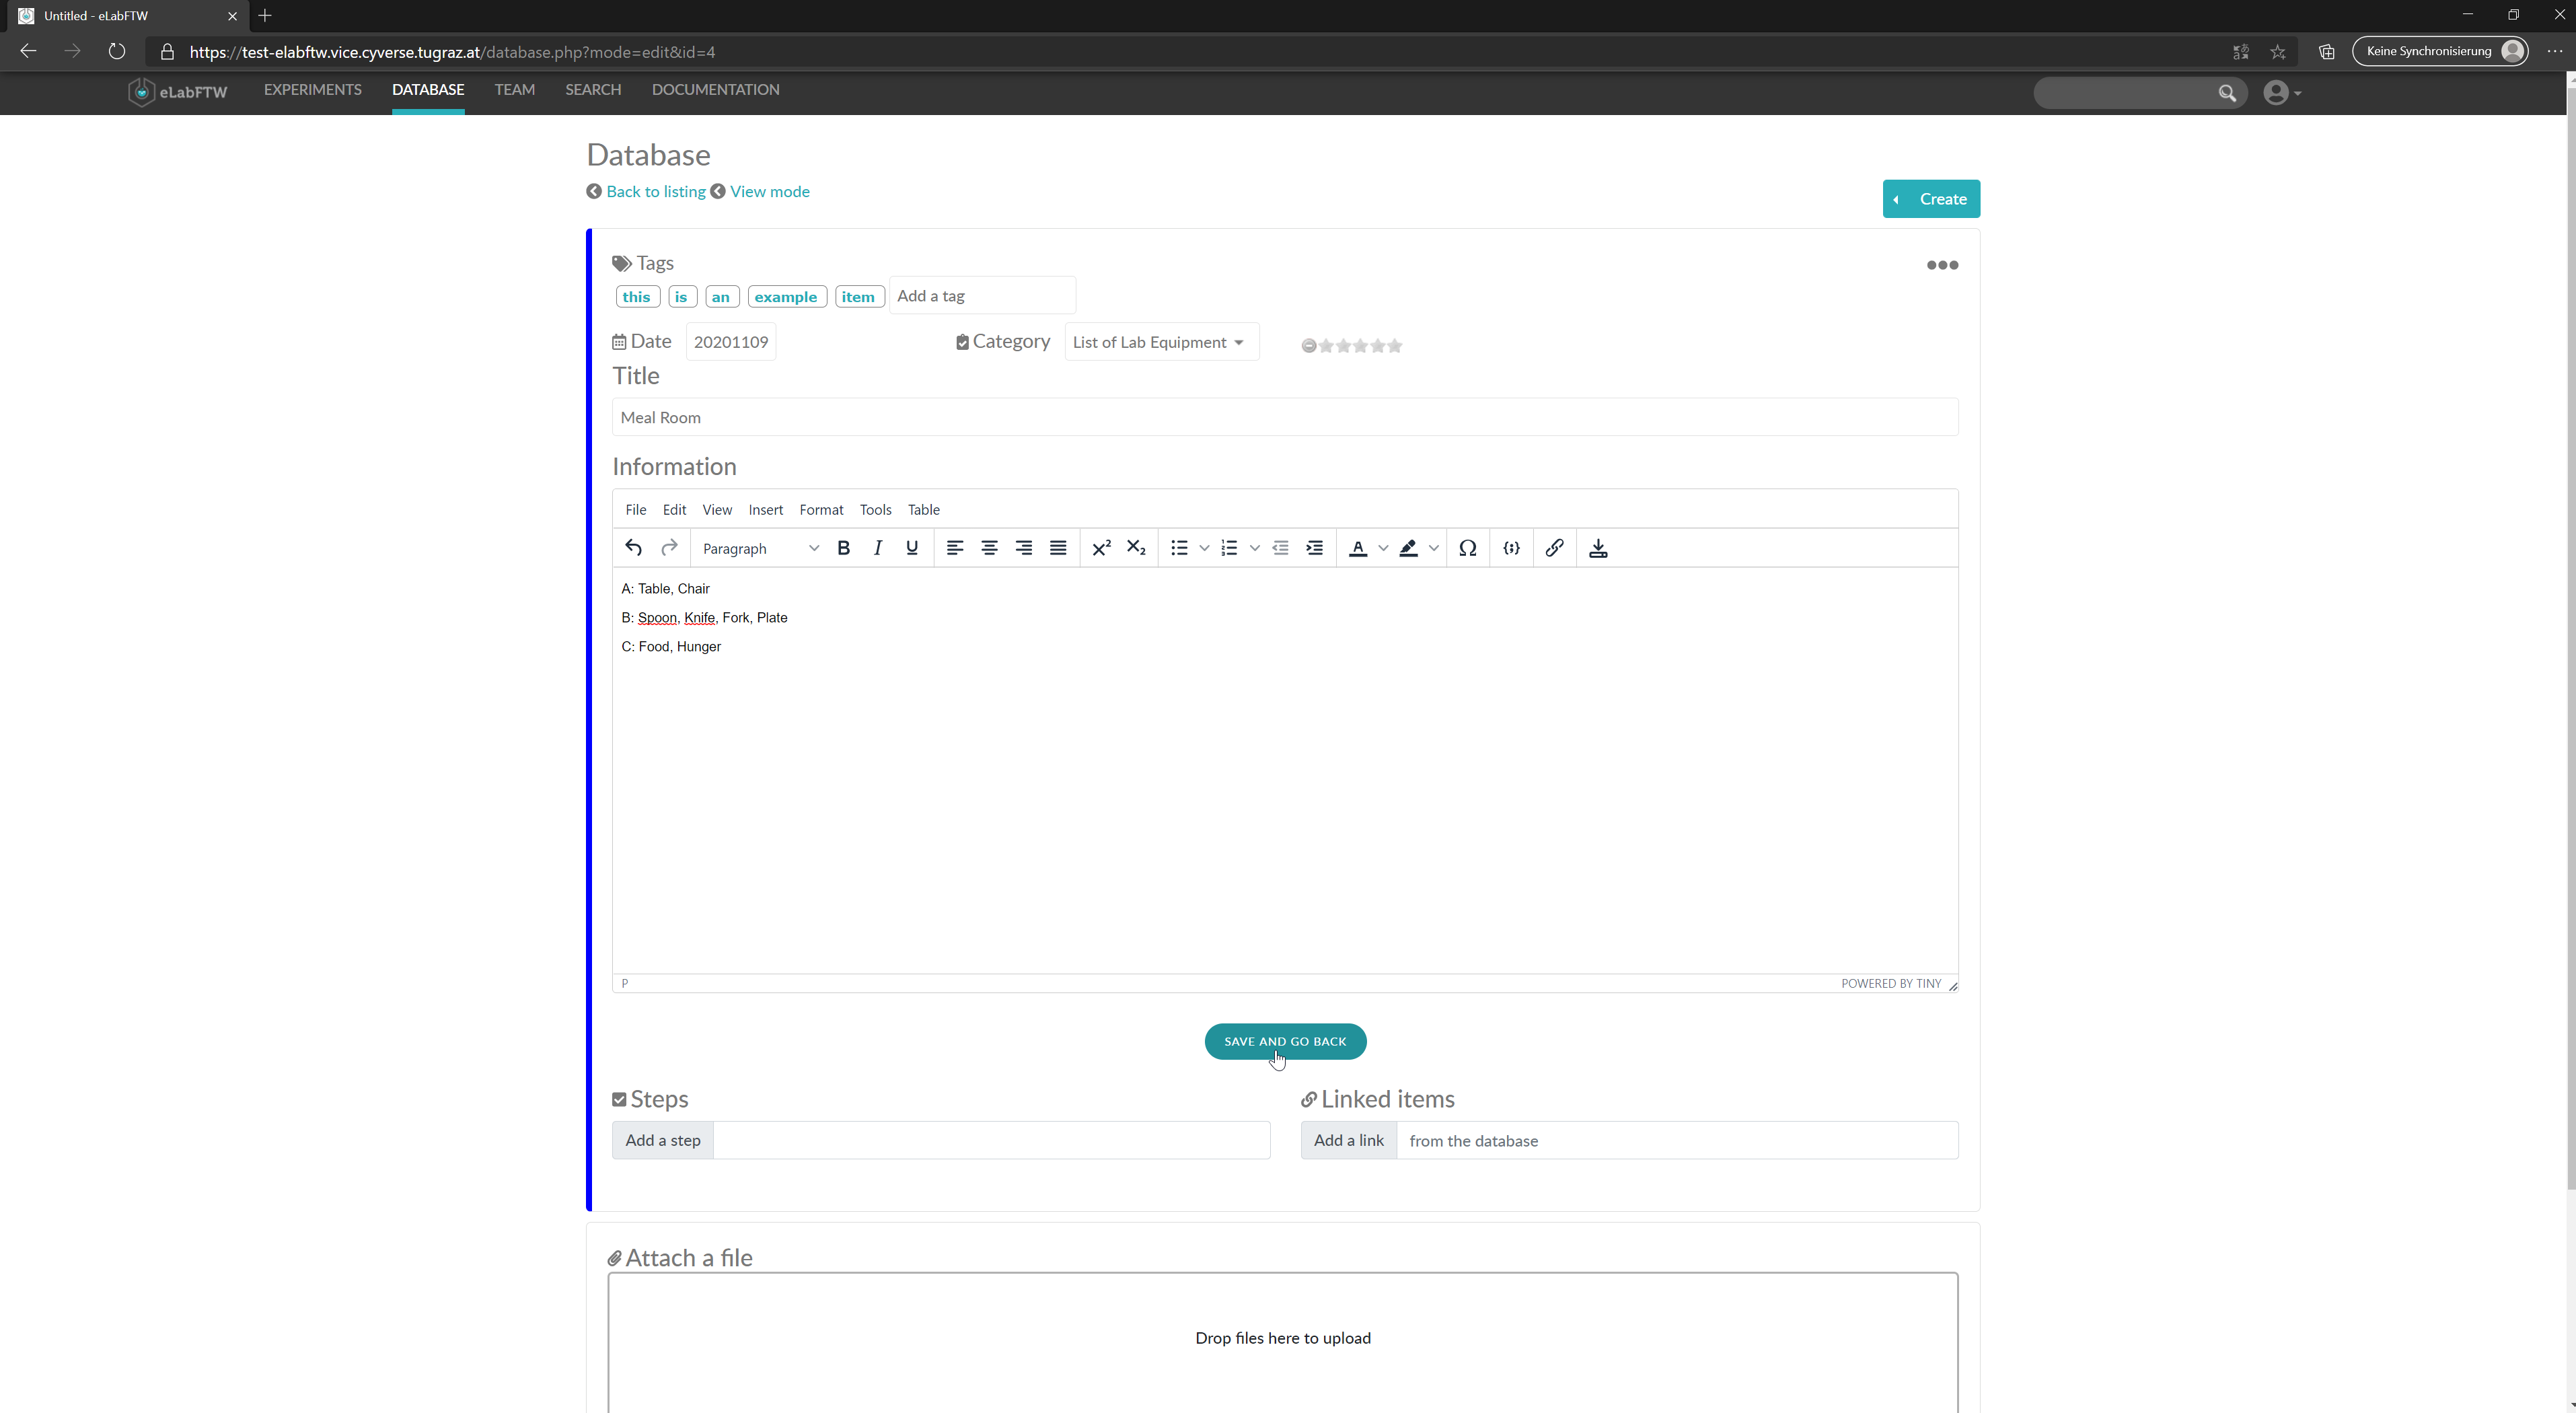 Untitled - eLabFTW
https://test-elabftw.vice.cyverse.tugraz.at/database.php?mode=edit&id=4
Keine Synchronisierung
eLabFTW EXPERIMENTS DATABASE TEAM SEARCH DOCUMENTATION
Database
Back to listing View mode
Create
Tags
this is an example item Add a tag
Date 20201109 Category List of Lab Equipment
Title
Meal Room
Information
File Edit View Insert Format Tools Table
Paragraph B I U
A: Table, Chair
B: Spoon, Knife, Fork, Plate
C: Food, Hunger
P POWERED BY TINY
SAVE AND GO BACK
Steps Linked items
Add a step Add a link from the database
Attach a file
Drop files here to upload